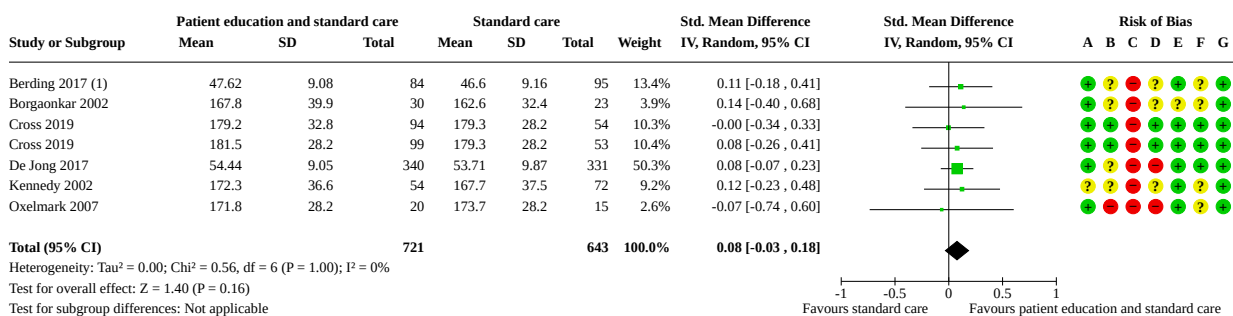 Patient education and standard care Standard care Std. Mean Difference Std. Mean Difference Risk of Bias
Study or Subgroup Mean SD Total Mean SD Total Weight IV, Random, 95% CI IV, Random, 95% CI A B C D E F G
Berding 2017 (1) 47.62 9.08 84 46.6 9.16 95 13.4% 0.11 [-0.18 , 0.41] + ? − ? + ? +
Borgaonkar 2002 167.8 39.9 30 162.6 32.4 23 3.9% 0.14 [-0.40 , 0.68] + ? − ? ? ? +
Cross 2019 179.2 32.8 94 179.3 28.2 54 10.3% -0.00 [-0.34 , 0.33] + + − + + + +
Cross 2019 181.5 28.2 99 179.3 28.2 53 10.4% 0.08 [-0.26 , 0.41] + + − + + + +
De Jong 2017 54.44 9.05 340 53.71 9.87 331 50.3% 0.08 [-0.07 , 0.23] + ? − − + + +
Kennedy 2002 172.3 36.6 54 167.7 37.5 72 9.2% 0.12 [-0.23 , 0.48] ? ? − ? + ? +
Oxelmark 2007 171.8 28.2 20 173.7 28.2 15 2.6% -0.07 [-0.74 , 0.60] + − − − + ? +
Total (95% CI) 721 643 100.0% 0.08 [-0.03 , 0.18]
Heterogeneity: Tau² = 0.00; Chi² = 0.56, df = 6 (P = 1.00); I² = 0%
Test for overall effect: Z = 1.40 (P = 0.16)
Test for subgroup differences: Not applicable
-1 -0.5 0 0.5 1
Favours standard care Favours patient education and standard care